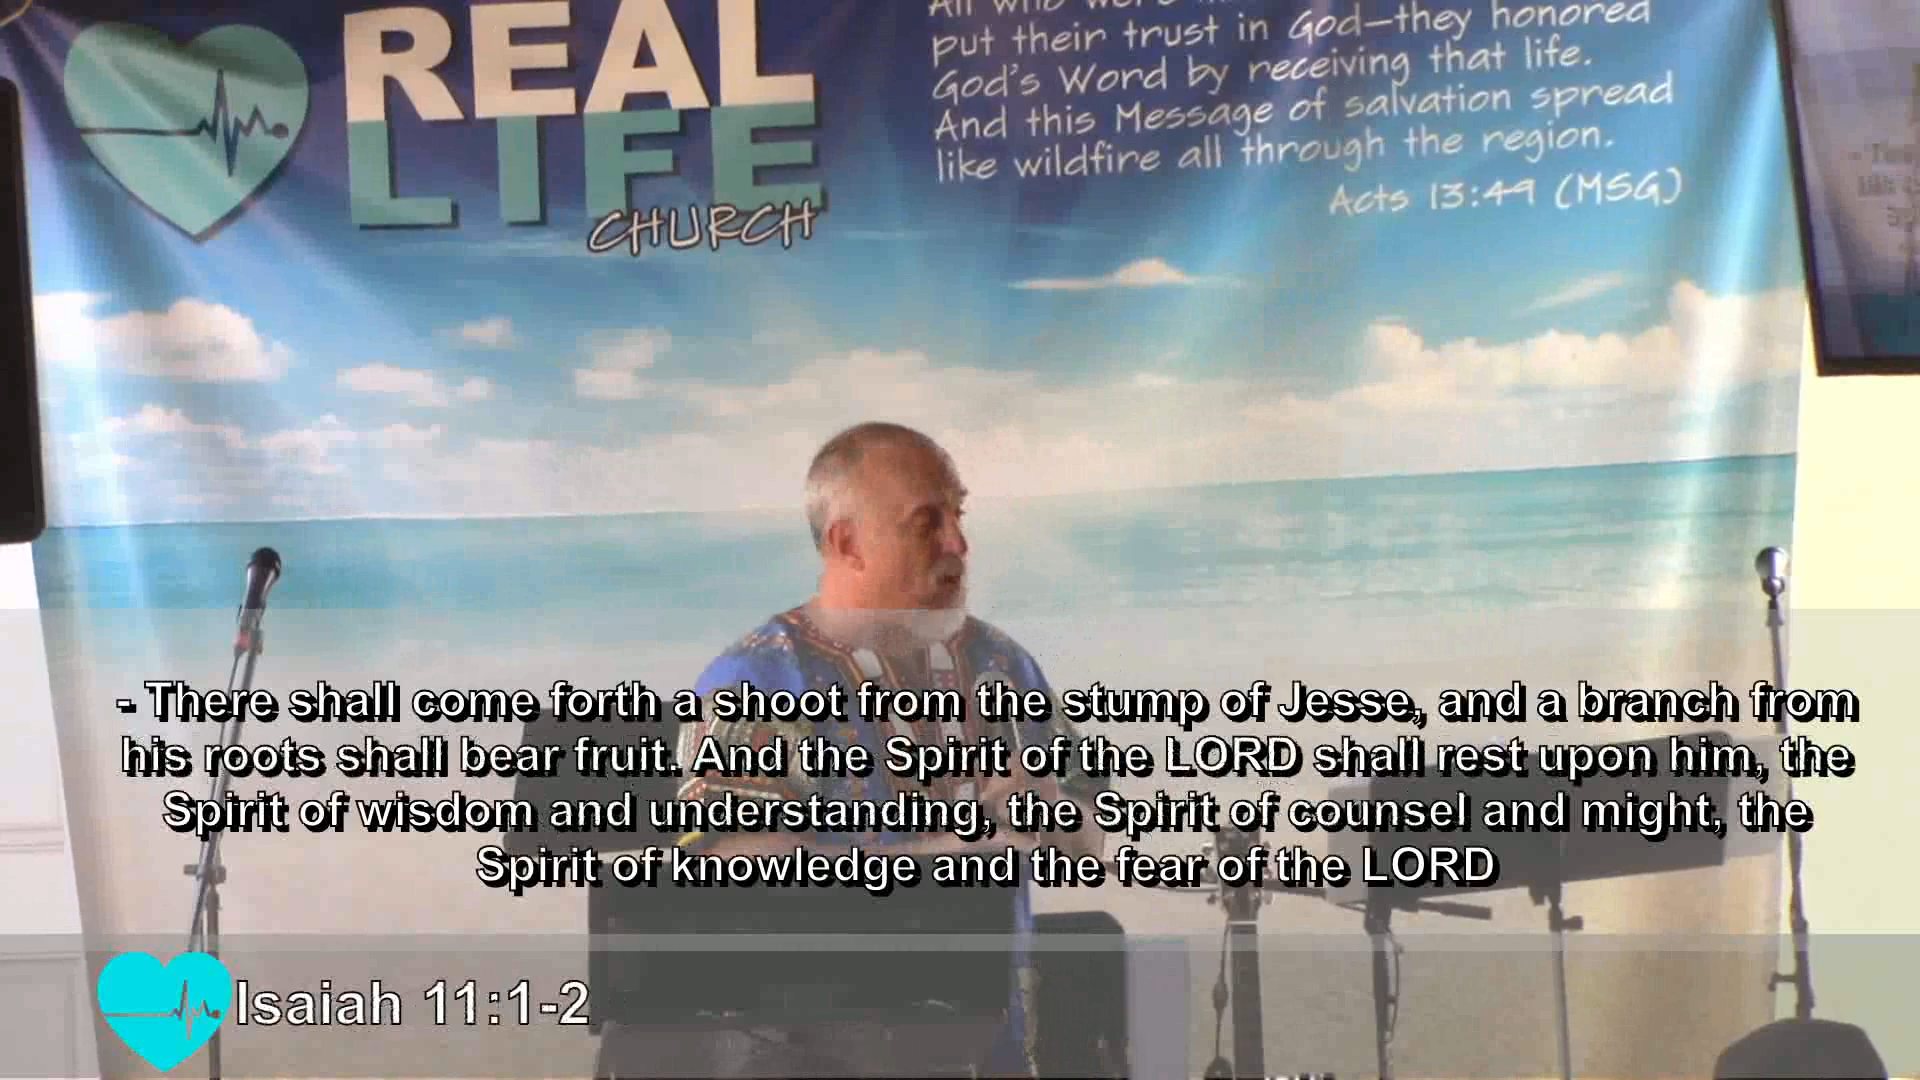 REAL
LIFE
CHURCH
put their trust in God—they honored
God's Word by receiving that life.
And this Message of salvation spread
like wildfire all through the region.
Acts 13:49 (MSG)
- There shall come forth a shoot from the stump of Jesse, and a branch from
his roots shall bear fruit. And the Spirit of the LORD shall rest upon him, the
Spirit of wisdom and understanding, the Spirit of counsel and might, the
Spirit of knowledge and the fear of the LORD
Isaiah 11:1-2